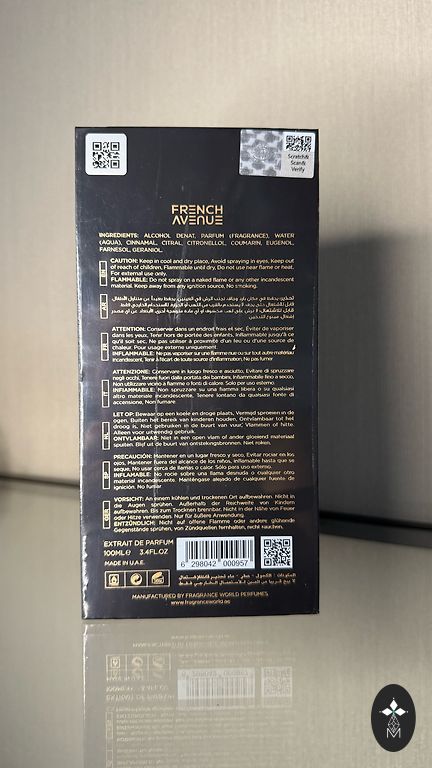 Scratch&
Scan&
Verify
FRENCH
AVENUE
INGREDIENTS: ALCOHOL DENAT, PARFUM (FRAGRANCE), WATER
(AQUA), CINNAMAL, CITRAL, CITRONELLOL, COUMARIN, EUGENOL,
FARNESOL, GERANIOL.
EN
CAUTION: Keep in cool and dry place, Avoid spraying in eyes, Keep out
of reach of children, Flammable until dry, Do not use near flame or heat.
For external use only.
FLAMMABLE: Do not spray on a naked flame or any other incandescent
material. Keep away from any ignition source, No Smoking.
FR
ATTENTION: Conserver dans un endroit frais et sec, Éviter de vaporiser
dans les yeux, Tenir hors de portée des enfants, Inflammable jusqu'à ce
qu'il soit sec. Ne pas utiliser à proximité d'un feu ou d'une source de
chaleur. Pour usage externe uniquement.
INFLAMMABLE: Ne pas vaporiser sur une flamme nue ou sur tout autre matériau
incandescent, Tenir à l'écart de toute source d'inflammation, Ne pas fumer
IT
ATTENZIONE: Conservare in luogo fresco e asciutto, Evitare di spruzzare
negli occhi. Tenere fuori dalla portata dei bambini, Infiammabile fino a secco,
Non utilizzare vicino a fiamme o fonti di calore. Solo per uso esterno.
INFIAMMABILE: Non spruzzare su una fiamma libera o su qualsiasi
altro materiale incandescente. Tenere lontano da qualsiasi fonte di
accensione, Non fumare.
NL
LET OP: Bewaar op een koele en droge plaats, Vermijd sproeien in de
ogen, Buiten het bereik van kinderen houden, Ontvlambaar tot het
droog is, Niet gebruiken in de buurt van vuur, Vlammen of hitte.
Alleen voor uitwendig gebruik.
ONTVLAMBAAR: Niet in een open vlam of ander gloeiend materiaal
spuiten. Blijf uit de buurt van ontstekingsbronnen. Niet roken.
SP
PRECAUCIÓN: Mantener en un lugar fresco y seco, Evitar rociar en los
ojos, Mantener fuera del alcance de los niños, Inflamable hasta que se
seque, No usar cerca de llamas o calor. Sólo para uso externo.
INFLAMABLE: No rocíe sobre una llama desnuda o cualquier otro
material incandescente. Manténgase alejado de cualquier fuente de
ignición. No fumar
GER
VORSICHT: An einem kühlen und trockenen Ort aufbewahren. Nicht in
die Augen sprühen. Außerhalb der Reichweite von Kindern
aufbewahren. Bis zum Trocknen brennbar. Nicht in der Nähe von Feuer
oder Hitze verwenden. Nur für äußere Anwendung.
ENTZÜNDLICH: Nicht auf offene Flamme oder andere glühende
Gegenstände sprühen, von Zündquellen fernhalten, nicht rauchen.
EXTRAIT DE PARFUM
100ML ℮ 3.4FL.OZ
MADE IN U.A.E.
6 298042 000957
MANUFACTURED BY FRAGRANCE WORLD PERFUMES
www.fragranceworld.ae